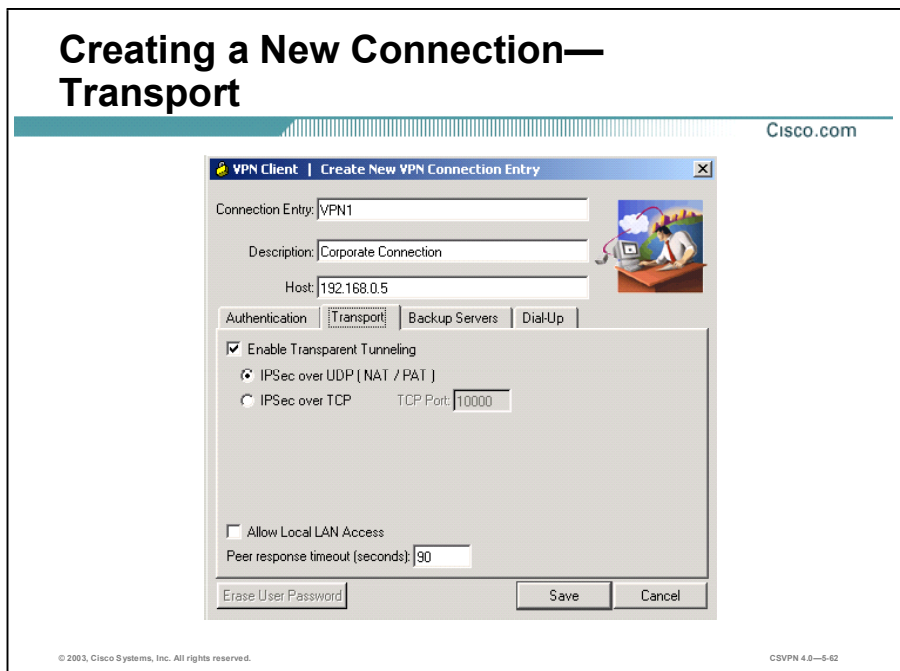 Creating a New Connection—
Transport
Cisco.com
VPN Client | Create New VPN Connection Entry
Connection Entry: VPN1
Description: Corporate Connection
Host: 192.168.0.5
Authentication Transport Backup Servers Dial-Up
Enable Transparent Tunneling
IPSec over UDP ( NAT / PAT )
IPSec over TCP TCP Port: 10000
Allow Local LAN Access
Peer response timeout (seconds): 90
Erase User Password Save Cancel
© 2003, Cisco Systems, Inc. All rights reserved. CSVPN 4.0—5-62